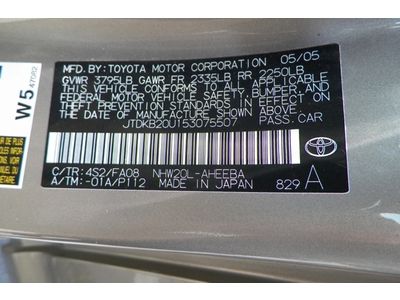 MFD. BY: TOYOTA MOTOR CORPORATION 05/05
GVWR 3795LB GAWR FR 2335LB RR 2250LB
THIS VEHICLE CONFORMS TO ALL APPLICABLE
FEDERAL MOTOR VEHICLE SAFETY, BUMPER, AND
THEFT PREVENTION STANDARDS IN EFFECT ON
THE DATE OF MANUFACTURE SHOWN ABOVE.
JTDKB20U153075507 PASS.CAR
C/TR: 4S2/FA08 NHW20L-AHEEBA
A/TM: -01A/P112 MADE IN JAPAN 829 A
TOYOTA
W5 47082